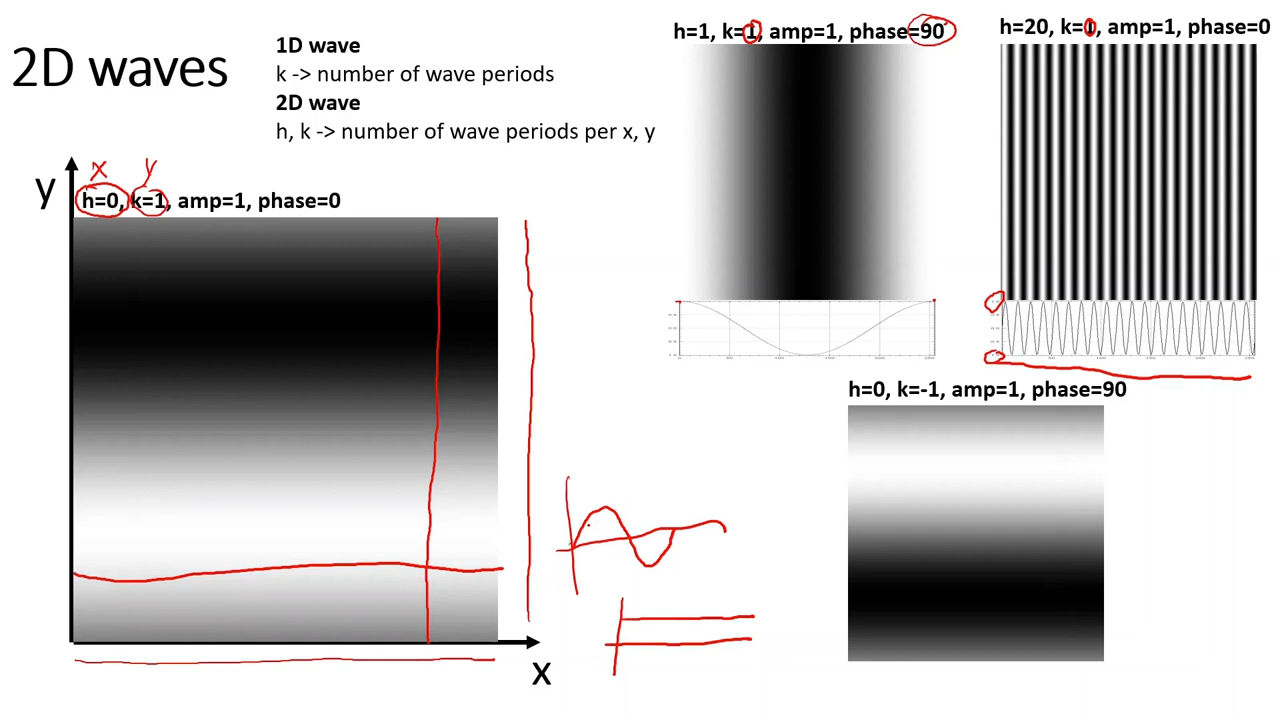 2D waves
1D wave
k -> number of wave periods
2D wave
h, k -> number of wave periods per x, y
x y
y
h=0, k=1, amp=1, phase=0
x
h=1, k=1, amp=1, phase=90
h=20, k=1, amp=1, phase=0
h=0, k=-1, amp=1, phase=90